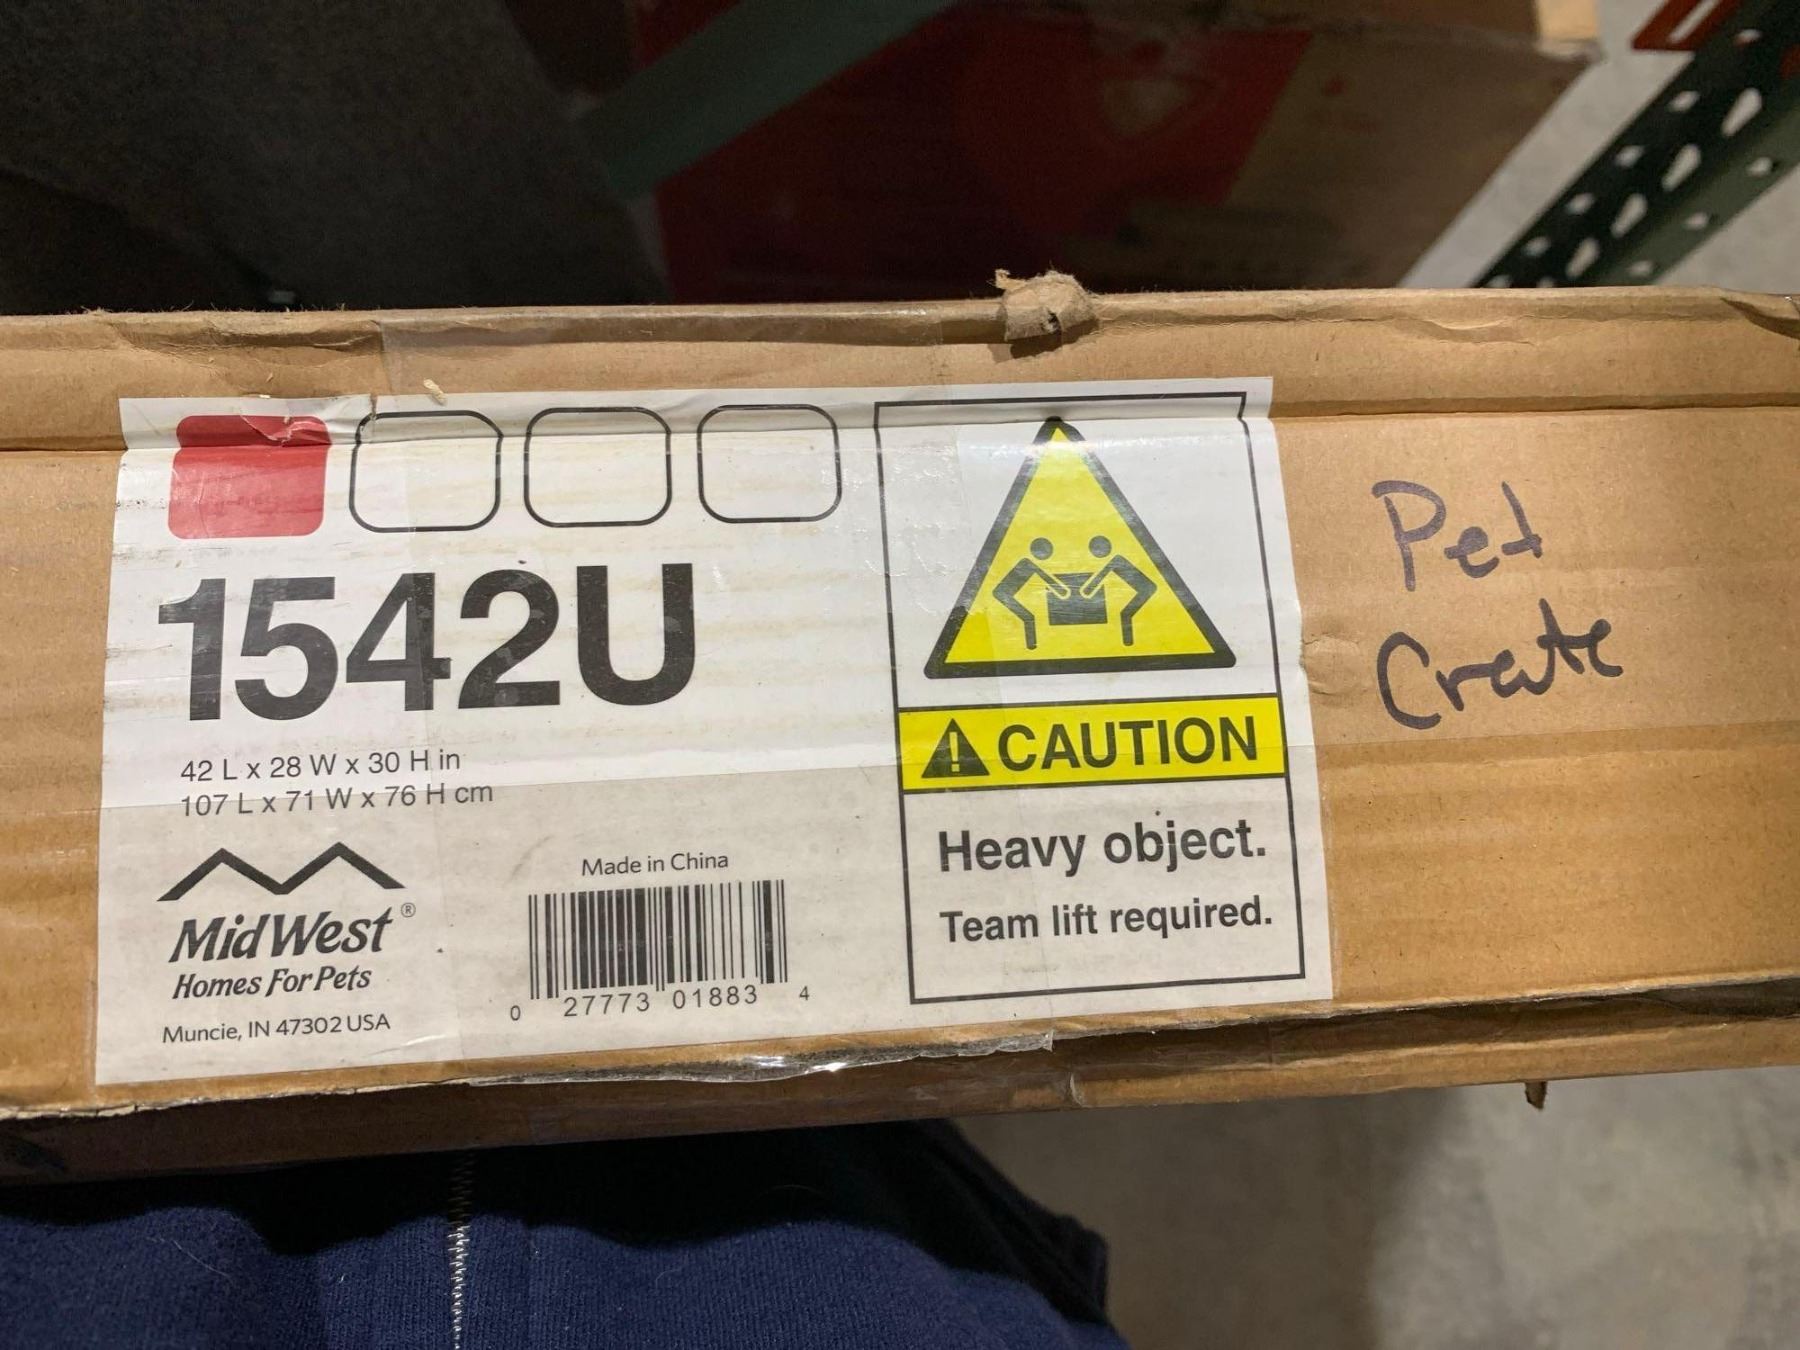 1542U
42 L x 28 W x 30 H in
107 L x 71 W x 76 H cm
MidWest®
Homes For Pets
Muncie, IN 47302 USA
Made in China
0 27773 01883 4
CAUTION
Heavy object.
Team lift required.
Pet
Crate